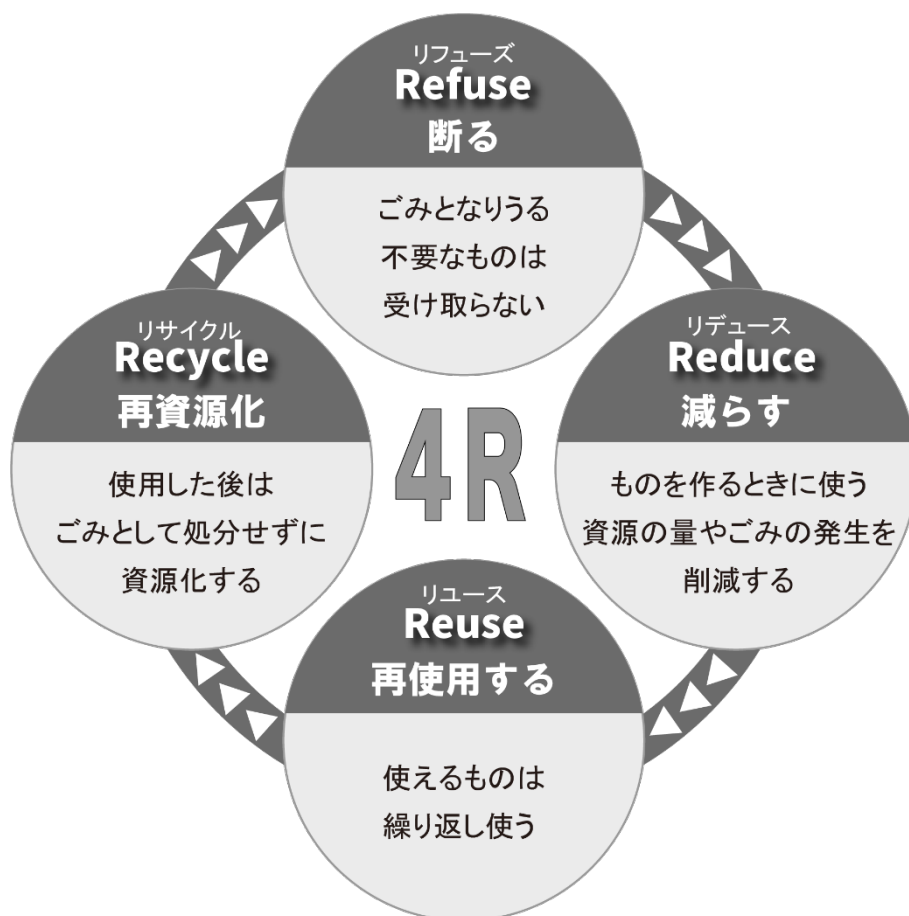 リフューズ
Refuse
断る
ごみとなりうる
不要なものは
受け取らない
リサイクル
Recycle
再資源化
使用した後は
ごみとして処分せずに
資源化する
4R
リデュース
Reduce
減らす
ものを作るときに使う
資源の量やごみの発生を
削減する
リユース
Reuse
再使用する
使えるものは
繰り返し使う